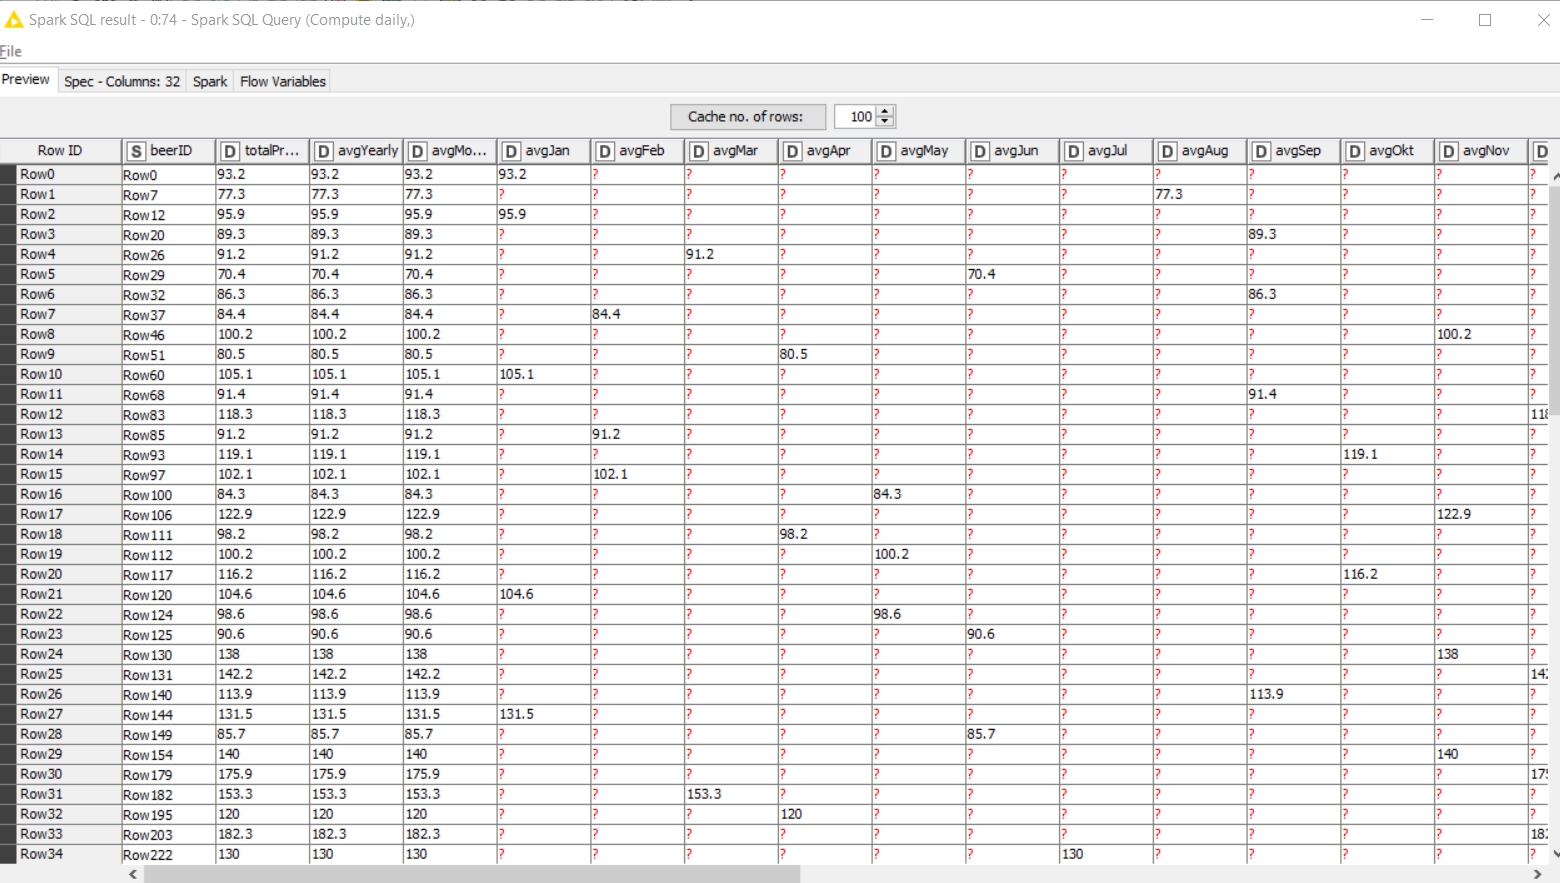 Spark SQL result - 0:74 - Spark SQL Query (Compute daily,)
File
Preview Spec - Columns: 32 Spark Flow Variables
Cache no. of rows: 100
Row ID S beerID D totalPr... D avgYearly D avgMo... D avgJan D avgFeb D avgMar D avgApr D avgMay D avgJun D avgJul D avgAug D avgSep D avgOkt D avgNov D
Row0 Row0 93.2 93.2 93.2 93.2 ? ? ? ? ? ? ? ? ? ? ?
Row1 Row7 77.3 77.3 77.3 ? ? ? ? ? ? ? 77.3 ? ? ? ?
Row2 Row12 95.9 95.9 95.9 95.9 ? ? ? ? ? ? ? ? ? ? ?
Row3 Row20 89.3 89.3 89.3 ? ? ? ? ? ? ? ? 89.3 ? ? ?
Row4 Row26 91.2 91.2 91.2 ? ? 91.2 ? ? ? ? ? ? ? ? ?
Row5 Row29 70.4 70.4 70.4 ? ? ? ? ? 70.4 ? ? ? ? ? ?
Row6 Row32 86.3 86.3 86.3 ? ? ? ? ? ? ? ? 86.3 ? ? ?
Row7 Row37 84.4 84.4 84.4 ? 84.4 ? ? ? ? ? ? ? ? ? ?
Row8 Row46 100.2 100.2 100.2 ? ? ? ? ? ? ? ? ? ? 100.2 ?
Row9 Row51 80.5 80.5 80.5 ? ? ? 80.5 ? ? ? ? ? ? ? ?
Row10 Row60 105.1 105.1 105.1 105.1 ? ? ? ? ? ? ? ? ? ? ?
Row11 Row68 91.4 91.4 91.4 ? ? ? ? ? ? ? ? 91.4 ? ? ?
Row12 Row83 118.3 118.3 118.3 ? ? ? ? ? ? ? ? ? ? ?
Row13 Row85 91.2 91.2 91.2 ? 91.2 ? ? ? ? ? ? ? ? ? ?
Row14 Row93 119.1 119.1 119.1 ? ? ? ? ? ? ? ? ? 119.1 ? ?
Row15 Row97 102.1 102.1 102.1 ? 102.1 ? ? ? ? ? ? ? ? ? ?
Row16 Row100 84.3 84.3 84.3 ? ? ? ? 84.3 ? ? ? ? ? ? ?
Row17 Row106 122.9 122.9 122.9 ? ? ? ? ? ? ? ? ? ? 122.9 ?
Row18 Row111 98.2 98.2 98.2 ? ? ? 98.2 ? ? ? ? ? ? ? ?
Row19 Row112 100.2 100.2 100.2 ? ? ? ? 100.2 ? ? ? ? ? ? ?
Row20 Row117 116.2 116.2 116.2 ? ? ? ? ? ? ? ? ? 116.2 ? ?
Row21 Row120 104.6 104.6 104.6 104.6 ? ? ? ? ? ? ? ? ? ? ?
Row22 Row124 98.6 98.6 98.6 ? ? ? ? 98.6 ? ? ? ? ? ? ?
Row23 Row125 90.6 90.6 90.6 ? ? ? ? ? 90.6 ? ? ? ? ? ?
Row24 Row130 138 138 138 ? ? ? ? ? ? ? ? ? ? 138 ?
Row25 Row131 142.2 142.2 142.2 ? ? ? ? ? ? ? ? ? ? ?
Row26 Row140 113.9 113.9 113.9 ? ? ? ? ? ? ? ? 113.9 ? ? ?
Row27 Row144 131.5 131.5 131.5 131.5 ? ? ? ? ? ? ? ? ? ? ?
Row28 Row149 85.7 85.7 85.7 ? ? ? ? ? 85.7 ? ? ? ? ? ?
Row29 Row154 140 140 140 ? ? ? ? ? ? ? ? ? ? 140 ?
Row30 Row179 175.9 175.9 175.9 ? ? ? ? ? ? ? ? ? ? ?
Row31 Row182 153.3 153.3 153.3 ? ? 153.3 ? ? ? ? ? ? ? ? ?
Row32 Row195 120 120 120 ? ? ? 120 ? ? ? ? ? ? ? ?
Row33 Row203 182.3 182.3 182.3 ? ? ? ? ? ? ? ? ? ? ?
Row34 Row222 130 130 130 ? ? ? ? ? ? 130 ? ? ? ? ?